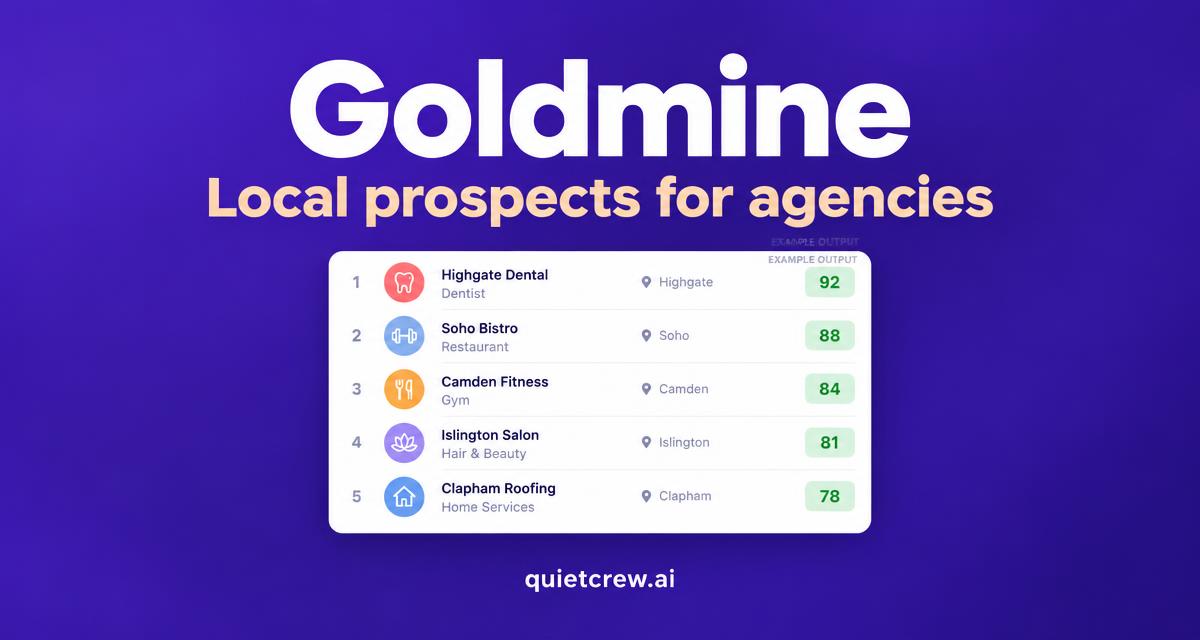 Goldmine
Local prospects for agencies
EXAMPLE OUTPUT
EXAMPLE OUTPUT
1 Highgate Dental Highgate 92
Dentist
2 Soho Bistro Soho 88
Restaurant
3 Camden Fitness Camden 84
Gym
4 Islington Salon Islington 81
Hair & Beauty
5 Clapham Roofing Clapham 78
Home Services
quietcrew.ai